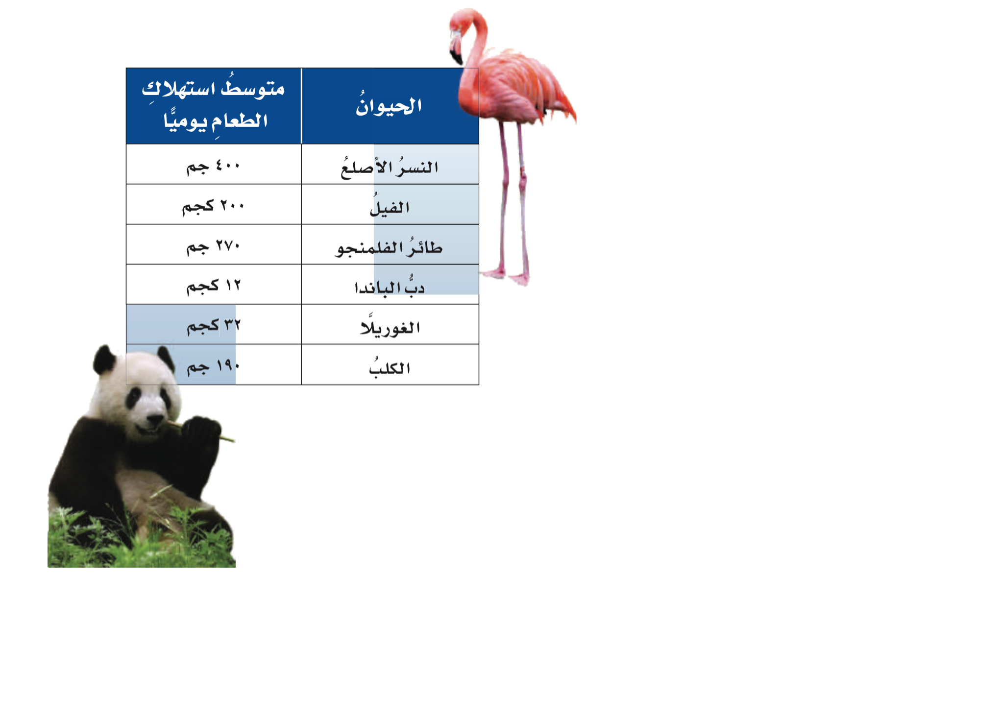 الحيوانُ
متوسطُ استهلاكِ
الطعامِ يوميًّا
النسرُ الأصلعُ
٤٠٠ جم
الفيلُ
٢٠٠ كجم
طائرُ الفلمنجو
٢٧٠ جم
دبُّ الباندا
١٢ كجم
الغوريلَّا
٣٢ كجم
الكلبُ
١٩٠ جم